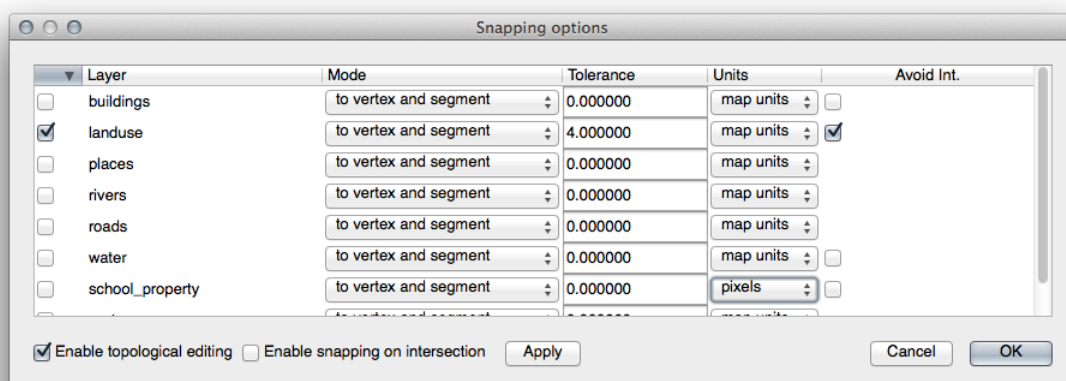 Snapping options
Layer Mode Tolerance Units Avoid Int.
buildings to vertex and segment 0.000000 map units
landuse to vertex and segment 4.000000 map units
places to vertex and segment 0.000000 map units
rivers to vertex and segment 0.000000 map units
roads to vertex and segment 0.000000 map units
water to vertex and segment 0.000000 map units
school_property to vertex and segment 0.000000 pixels
Enable topological editing Enable snapping on intersection Apply Cancel OK